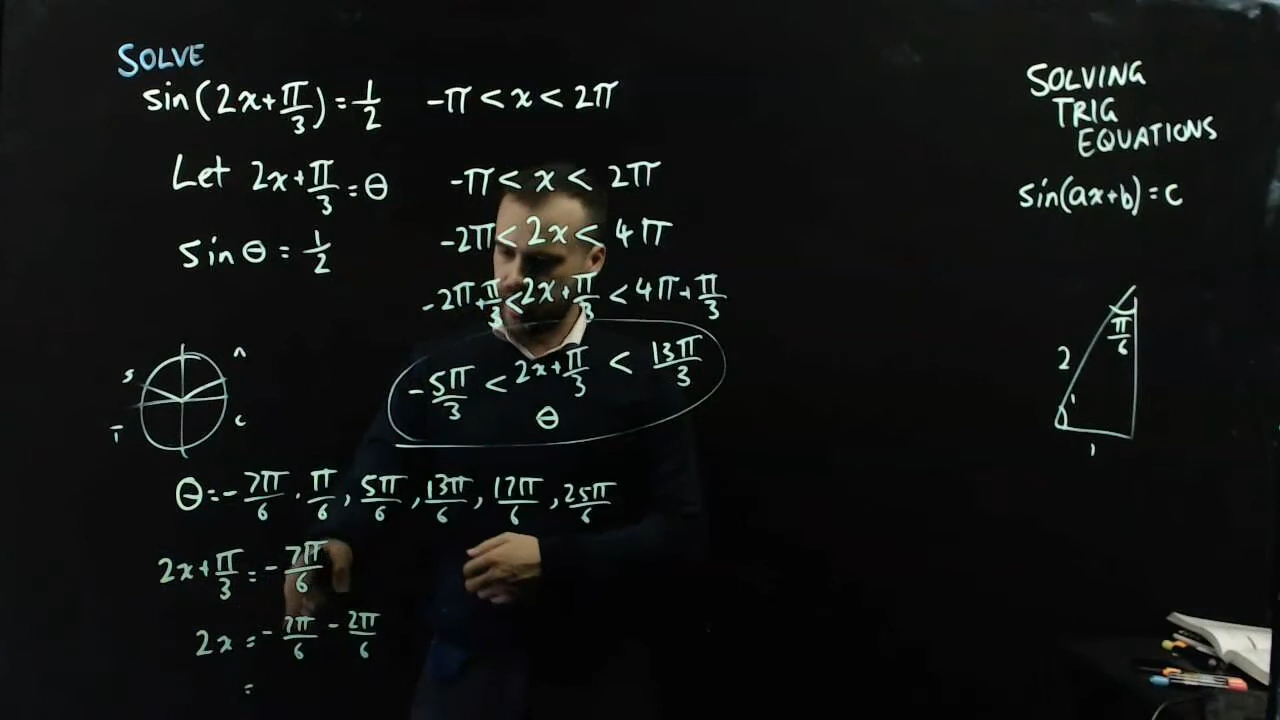 SOLVE
sin(2x+π/3)=1/2 -π < x < 2π
Let 2x+π/3=θ -π < x < 2π
sin θ = 1/2 -2π < 2x < 4π
-2π+π/3 < 2x+π/3 < 4π+π/3
-5π/3 < 2x+π/3 < 13π/3
θ
S A
T C
θ=-7π/6, π/6, 5π/6, 13π/6, 17π/6, 25π/6
2x+π/3=-7π/6
2x = -7π/6 - 2π/6
=
SOLVING
TRIG
EQUATIONS
sin(ax+b)=c
π/6
2
1